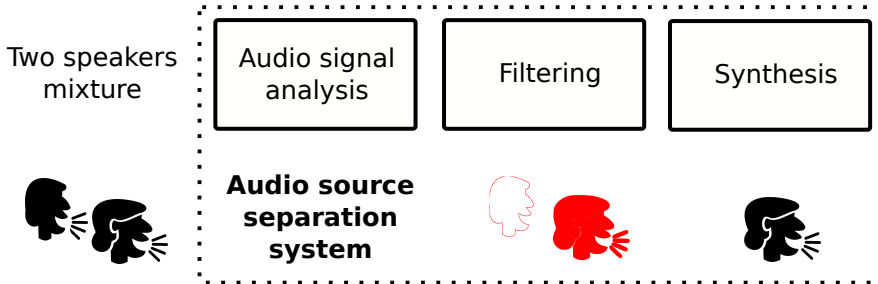 Two speakers
mixture
Audio signal
analysis
Filtering
Synthesis
Audio source
separation
system